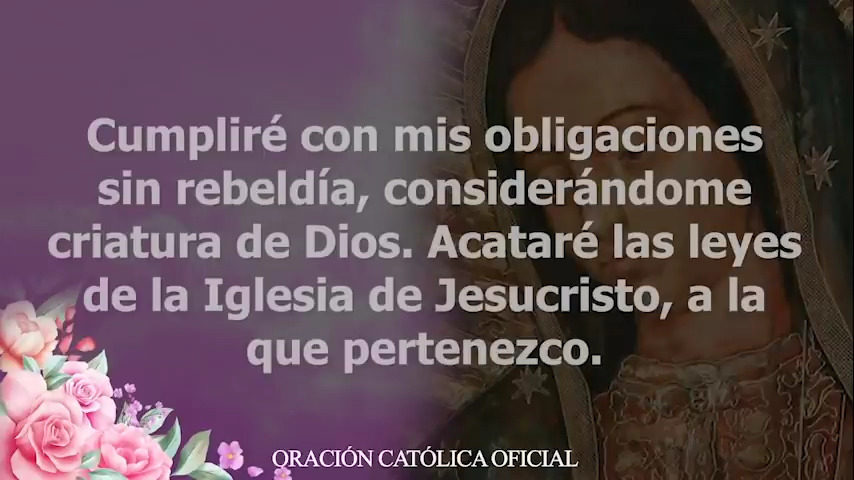 Cumpliré con mis obligaciones
sin rebeldía, considerándome
criatura de Dios. Acataré las leyes
de la Iglesia de Jesucristo, a la
que pertenezco.
ORACIÓN CATÓLICA OFICIAL